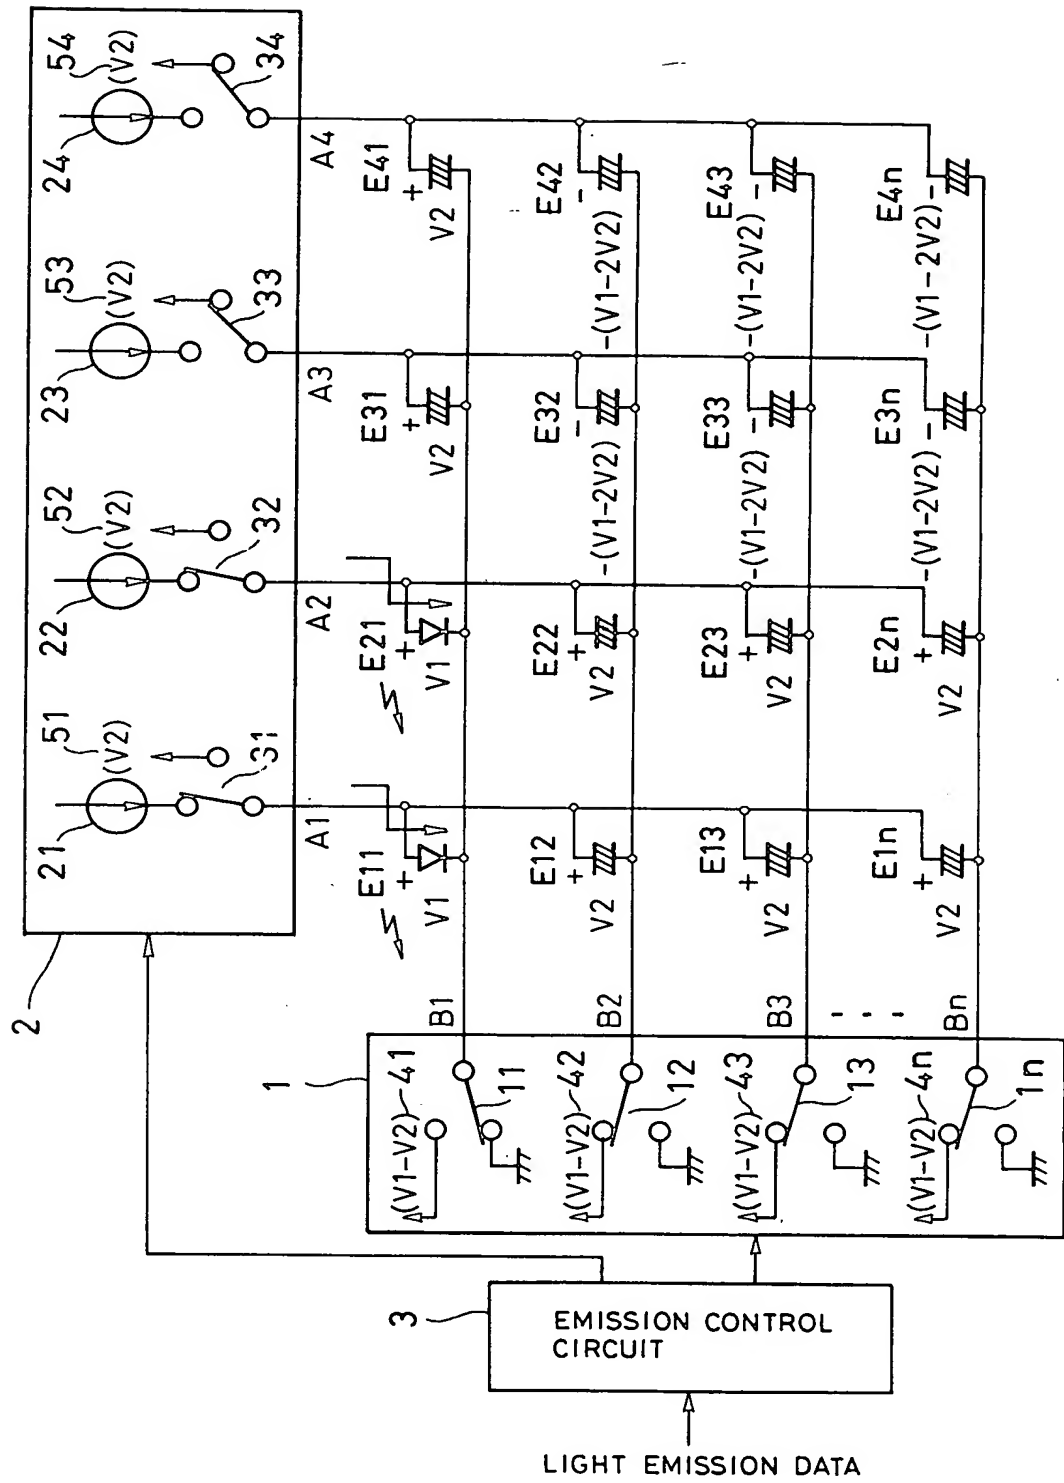 54
(V2)
24
34
53
(V2)
23
33
52
(V2)
22
32
51
(V2)
21
31
2
A4
A3
A2
A1
E41
+
V2
E31
+
V2
E21
+
V1
E11
+
V1
B1
E42
-
-(V1-2V2)
E32
-
-(V1-2V2)
E22
+
V2
E12
+
V2
B2
E43
-
-(V1-2V2)
E33
-
-(V1-2V2)
E23
+
V2
E13
+
V2
B3
- - -
E4n
-
-(V1-2V2)
E3n
-
-(V1-2V2)
E2n
+
V2
E1n
+
V2
Bn
1
(V1-V2)
41
11
(V1-V2)
42
12
(V1-V2)
43
13
(V1-V2)
4n
1n
3
EMISSION CONTROL
CIRCUIT
LIGHT EMISSION DATA